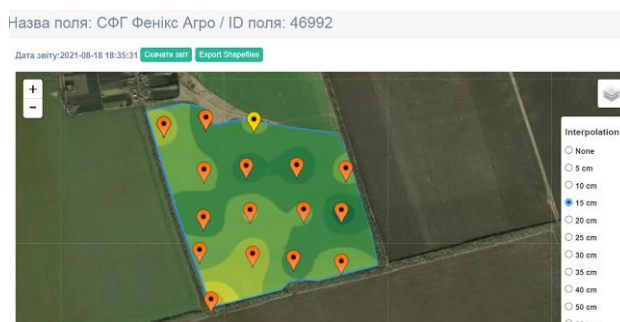 Назва поля: СФГ Фенікс Агро / ID поля: 46992
Дата звіту:2021-08-18 18:35:31 Скачати звіт Export Shapefiles
+
-
Interpolation
None
5 cm
10 cm
15 cm
20 cm
25 cm
30 cm
35 cm
40 cm
50 cm